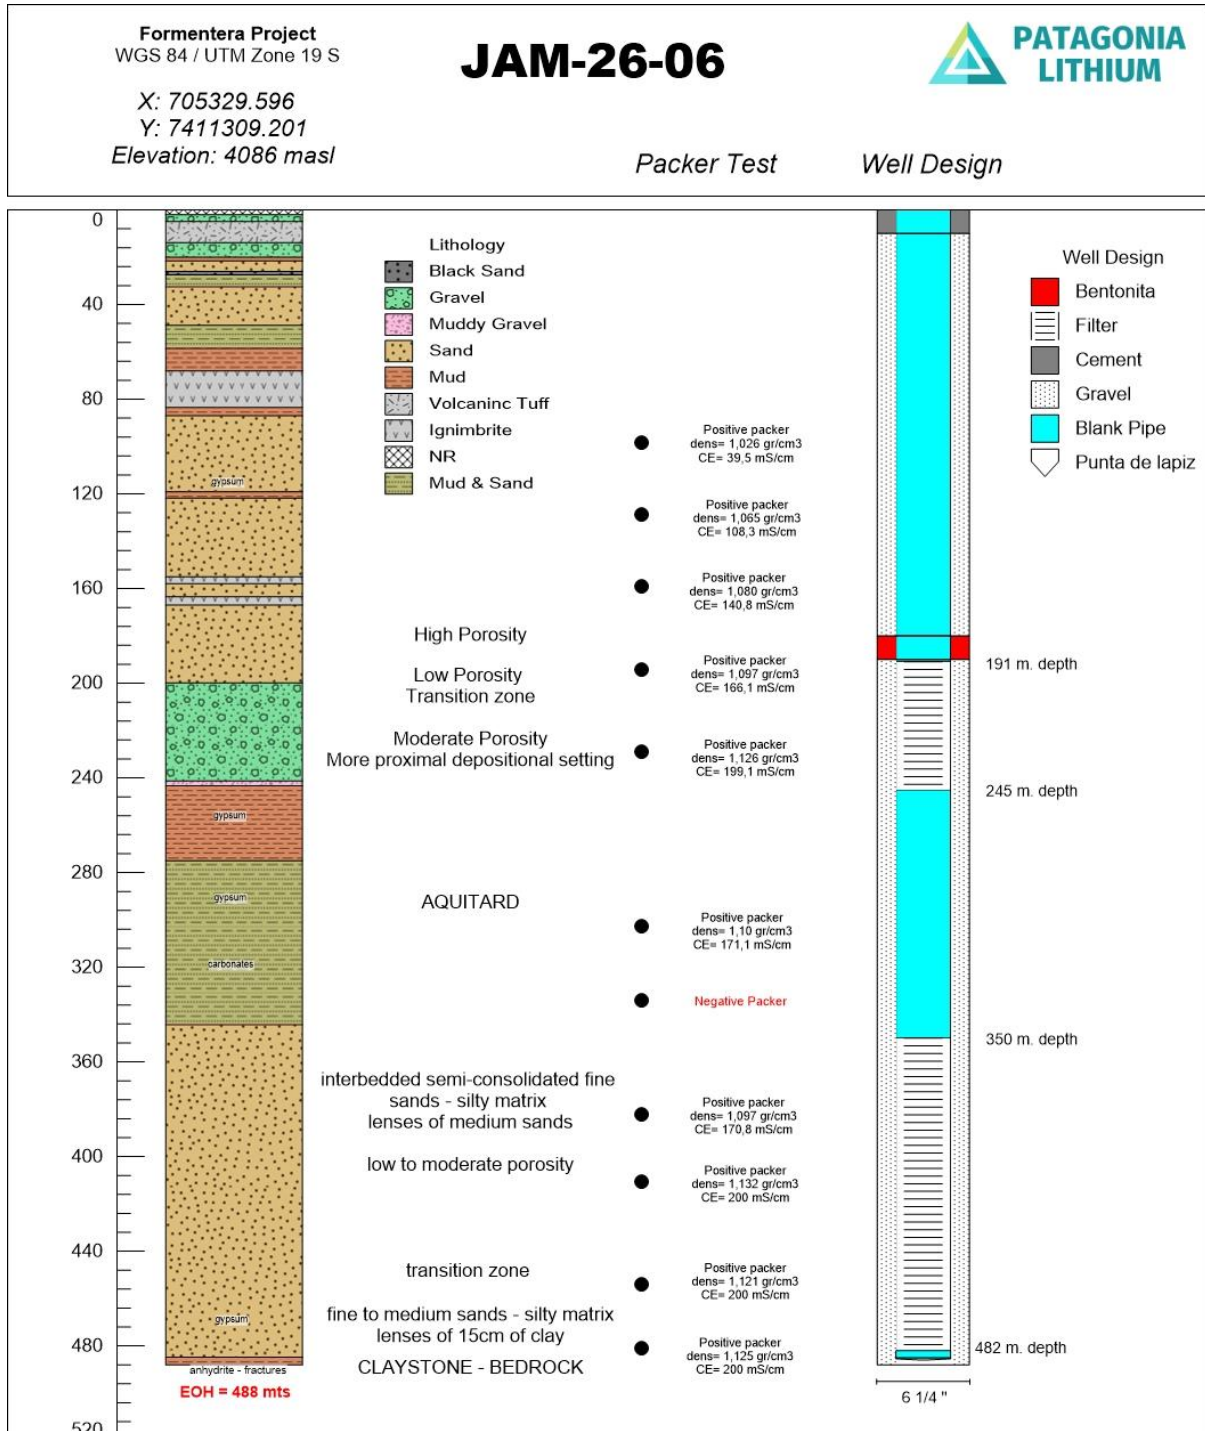 Formentera Project
WGS 84 / UTM Zone 19 S
X: 705329.596
Y: 7411309.201
Elevation: 4086 masl
JAM-26-06
PATAGONIA
LITHIUM
Packer Test
Well Design
0
40
80
120
160
200
240
280
320
360
400
440
480
520
gypsum
gypsum
gypsum
carbonates
gypsum
anhydrite - fractures
EOH = 488 mts
Lithology
Black Sand
Gravel
Muddy Gravel
Sand
Mud
Volcaninc Tuff
Ignimbrite
NR
Mud & Sand
High Porosity
Low Porosity
Transition zone
Moderate Porosity
More proximal depositional setting
AQUITARD
interbedded semi-consolidated fine
sands - silty matrix
lenses of medium sands
low to moderate porosity
transition zone
fine to medium sands - silty matrix
lenses of 15cm of clay
CLAYSTONE - BEDROCK
Positive packer
dens= 1,026 gr/cm3
CE= 39,5 mS/cm
Positive packer
dens= 1,065 gr/cm3
CE= 108,3 mS/cm
Positive packer
dens= 1,080 gr/cm3
CE= 140,8 mS/cm
Positive packer
dens= 1,097 gr/cm3
CE= 166,1 mS/cm
Positive packer
dens= 1,126 gr/cm3
CE= 199,1 mS/cm
Positive packer
dens= 1,10 gr/cm3
CE= 171,1 mS/cm
Negative Packer
Positive packer
dens= 1,097 gr/cm3
CE= 170,8 mS/cm
Positive packer
dens= 1,132 gr/cm3
CE= 200 mS/cm
Positive packer
dens= 1,121 gr/cm3
CE= 200 mS/cm
Positive packer
dens= 1,125 gr/cm3
CE= 200 mS/cm
191 m. depth
245 m. depth
350 m. depth
482 m. depth
6 1/4 "
Well Design
Bentonita
Filter
Cement
Gravel
Blank Pipe
Punta de lapiz